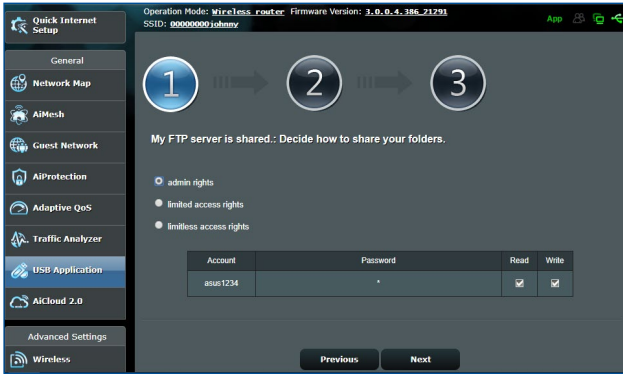 Quick Internet
Setup
Operation Mode: Wireless router Firmware Version: 3.0.0.4.386_21291
SSID: 00000000johnny
App
General
Network Map
AiMesh
Guest Network
AiProtection
Adaptive QoS
Traffic Analyzer
USB Application
AiCloud 2.0
Advanced Settings
Wireless
1 2 3
My FTP server is shared.: Decide how to share your folders.
admin rights
limited access rights
limitless access rights
Account Password Read Write
asus1234 *
Previous Next